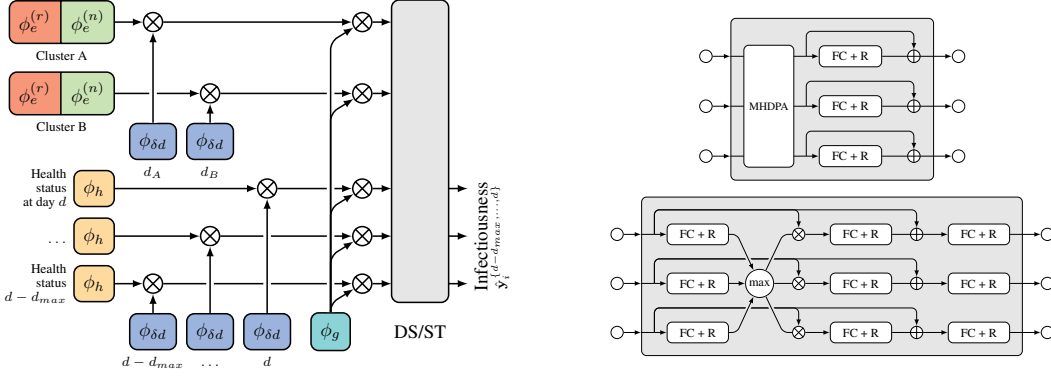 ϕ_e^(r) ϕ_e^(n)
Cluster A
ϕ_e^(r) ϕ_e^(n)
Cluster B
ϕ_δd ϕ_δd
d_A d_B
Health
status
at day d
ϕ_h
... ϕ_h
Health
status
d − d_max
ϕ_h
ϕ_δd ϕ_δd ϕ_δd ϕ_g
d − d_max ... d
DS/ST
Infectiousness
ŷ_i^{d−d_max,...,d}
MHDPA
FC + R
FC + R
FC + R
FC + R FC + R FC + R
FC + R max FC + R FC + R
FC + R FC + R FC + R